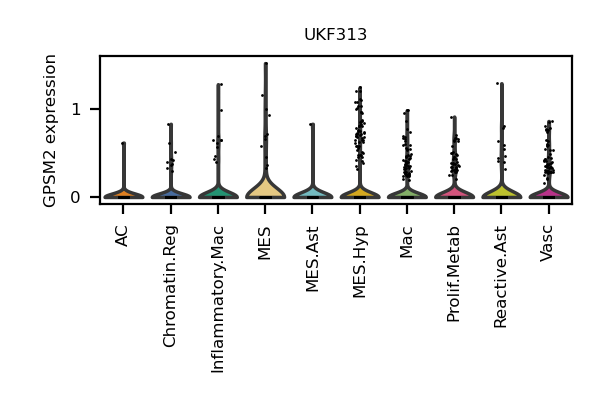 UKF313
GPSM2 expression
1
0
AC
Chromatin.Reg
Inflammatory.Mac
MES
MES.Ast
MES.Hyp
Mac
Prolif.Metab
Reactive.Ast
Vasc